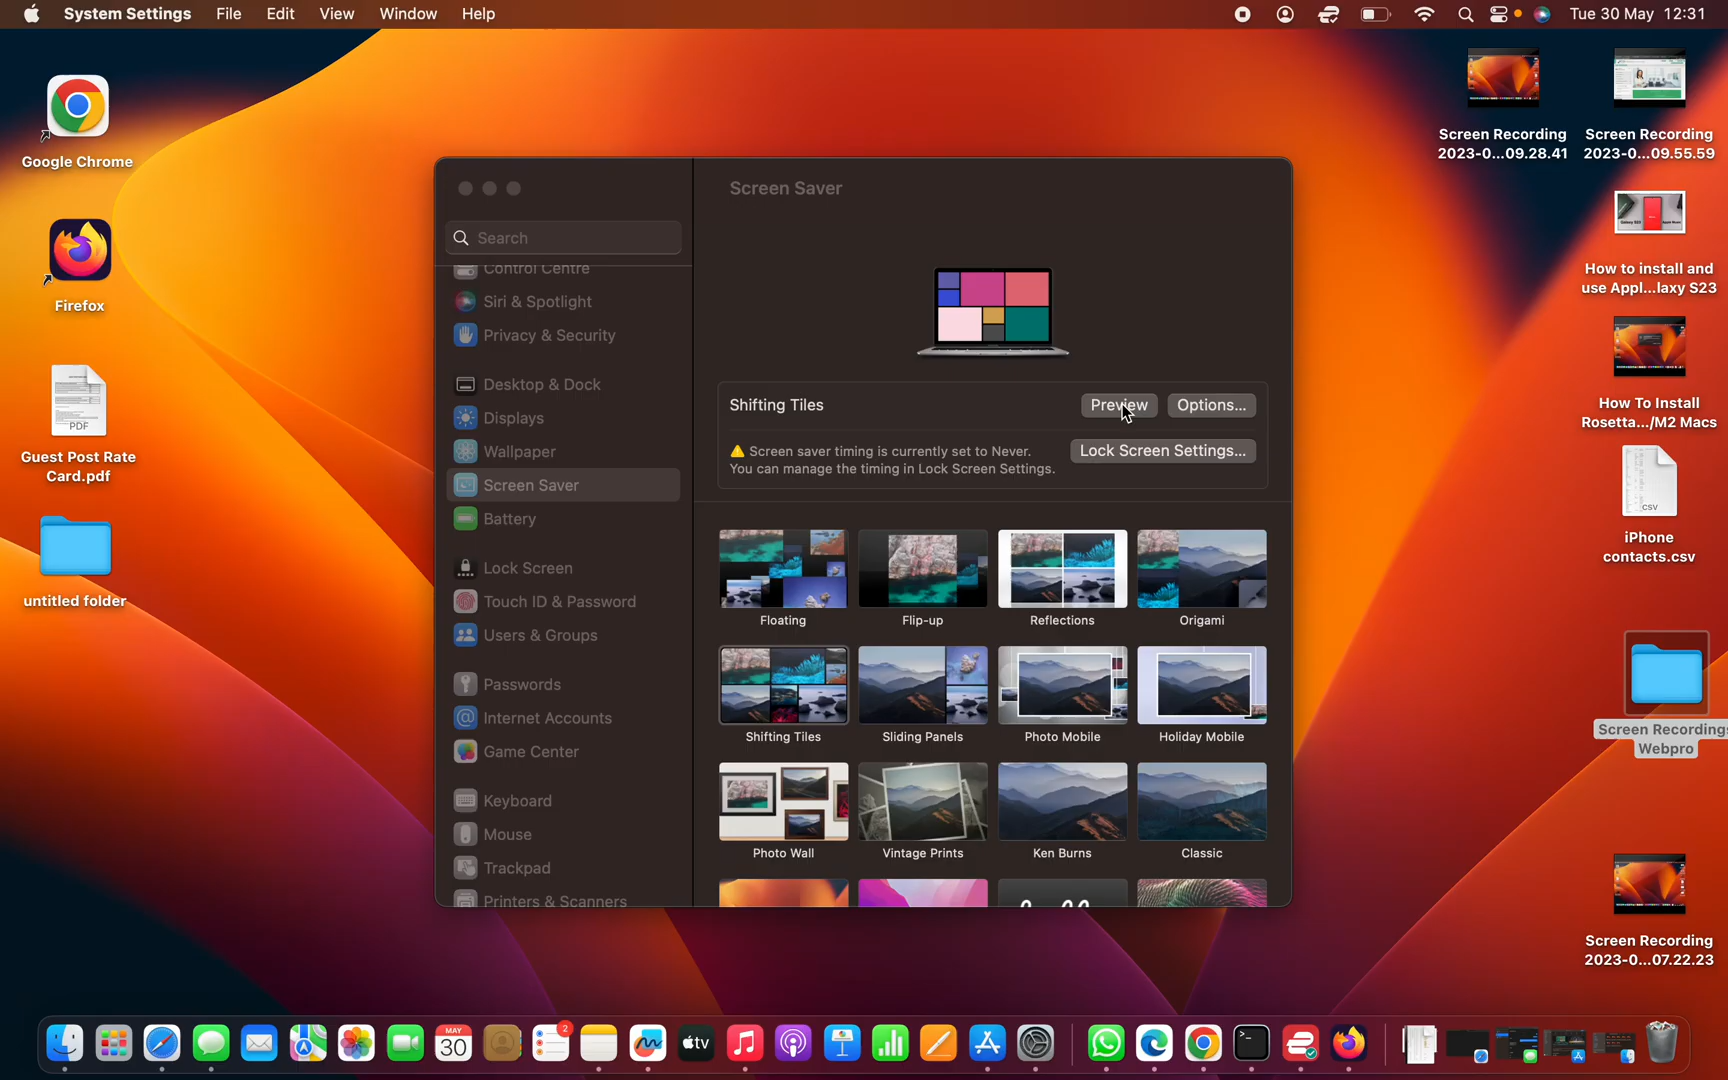 System Settings File Edit View Window Help
Tue 30 May 12:31
Google Chrome
Firefox
PDF
Guest Post Rate
Card.pdf
untitled folder
Screen Saver
Search
Control Centre
Siri & Spotlight
Privacy & Security
Desktop & Dock
Displays
Wallpaper
Screen Saver
Battery
Lock Screen
Touch ID & Password
Users & Groups
Passwords
Internet Accounts
Game Center
Keyboard
Mouse
Trackpad
Printers & Scanners
Shifting Tiles Preview Options...
Screen saver timing is currently set to Never.
You can manage the timing in Lock Screen Settings.
Lock Screen Settings...
Floating Flip-up Reflections Origami
Shifting Tiles Sliding Panels Photo Mobile Holiday Mobile
Photo Wall Vintage Prints Ken Burns Classic
Screen Recording
2023-0...09.28.41
Screen Recording
2023-0...09.55.59
How to install and
use Appl...laxy S23
How To Install
Rosetta.../M2 Macs
CSV
iPhone
contacts.csv
Screen Recordings
Webpro
Screen Recording
2023-0...07.22.23
MAY
30
2
tv